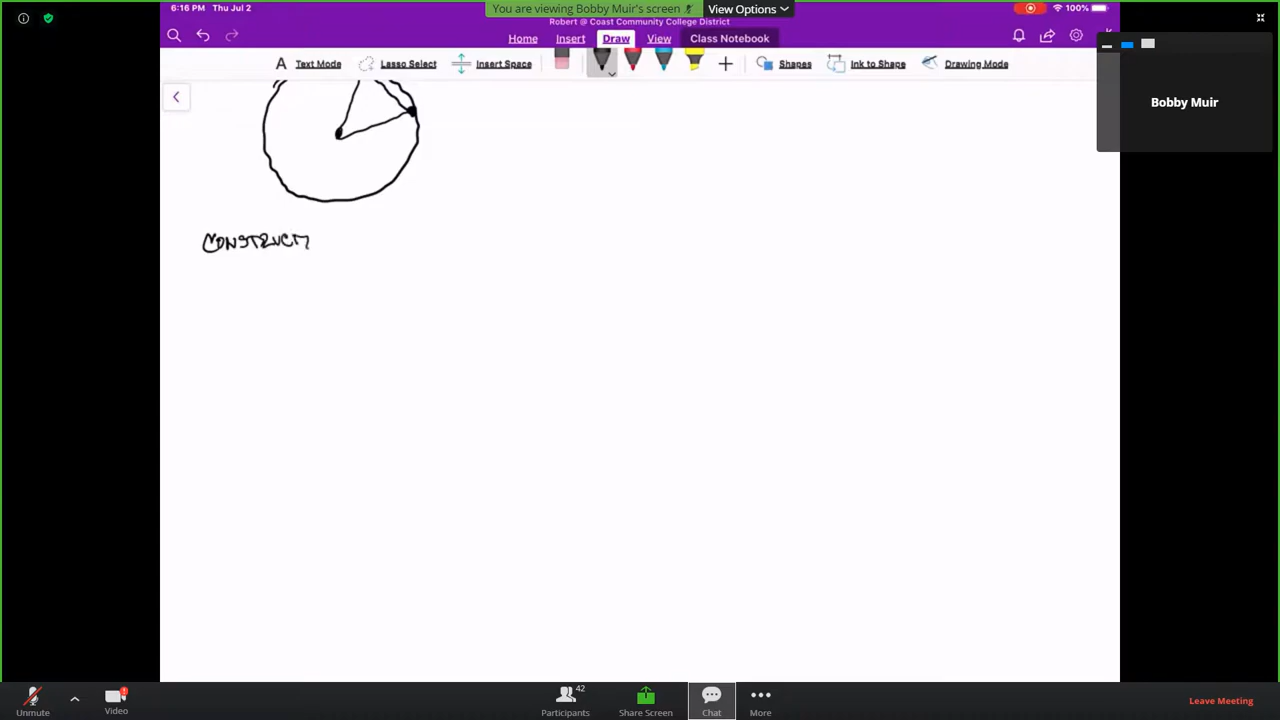 You are viewing Bobby Muir's screen View Options
6:16 PM Thu Jul 2
100%
Robert @ Coast Community College District
Home Insert Draw View Class Notebook
Text Mode Lasso Select Insert Space Shapes Ink to Shape Drawing Mode
Bobby Muir
CONSTRUCT
42
Unmute Video Participants Share Screen Chat More Leave Meeting